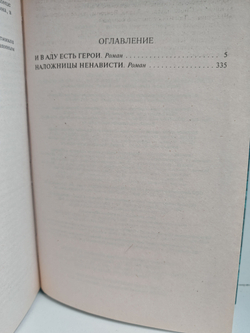 ОГЛАВЛЕНИЕ
И В АДУ ЕСТЬ ГЕРОИ. Роман . . . . . . . . . . . . . . . . . 5
НАЛОЖНИЦЫ НЕНАВИСТИ. Роман . . . . . . . . . . . . . 335